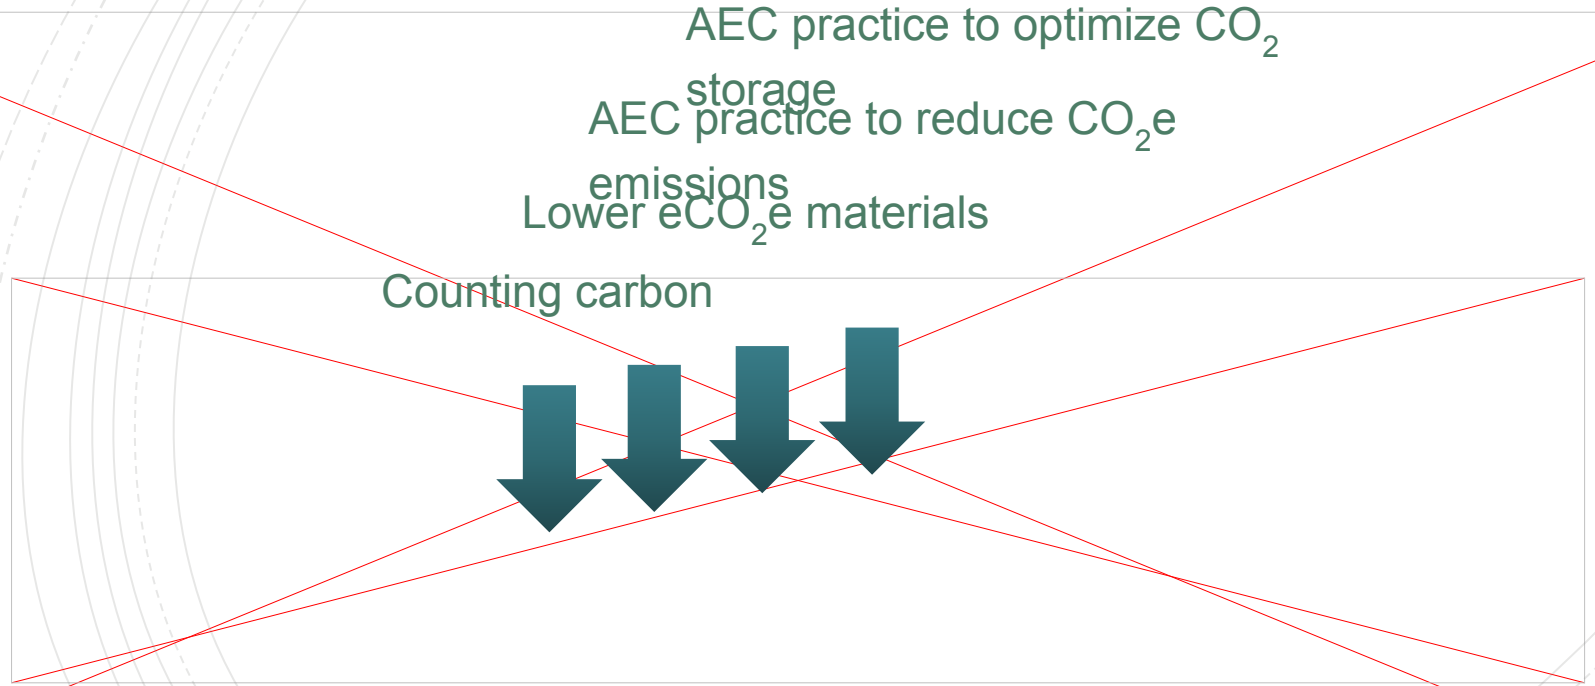 AEC practice to optimize CO₂
storage
AEC practice to reduce CO₂e
emissions
Lower eCO₂e materials
Counting carbon